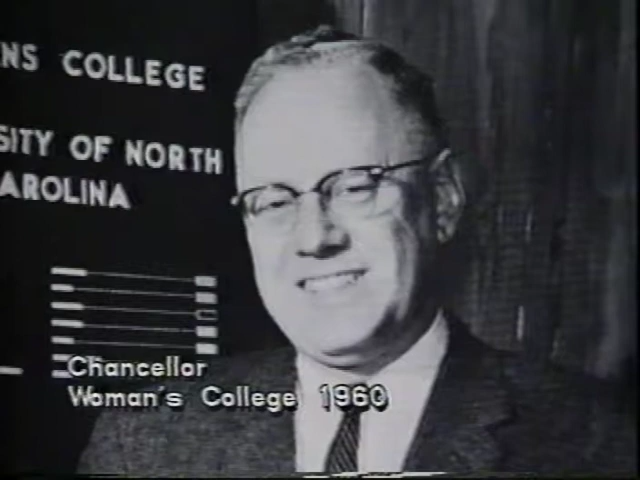 NS COLLEGE
SITY OF NORTH
AROLINA
Chancellor
Woman's College 1960